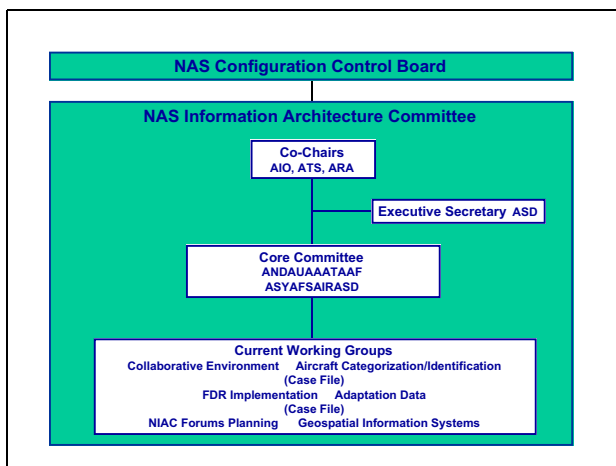 NAS Configuration Control Board
NAS Information Architecture Committee
Co-Chairs
AIO, ATS, ARA
Executive Secretary ASD
Core Committee
ANDAUAAATAAF
ASYAFSAIRASD
Current Working Groups
Collaborative Environment Aircraft Categorization/Identification
(Case File)
FDR Implementation Adaptation Data
(Case File)
NIAC Forums Planning Geospatial Information Systems